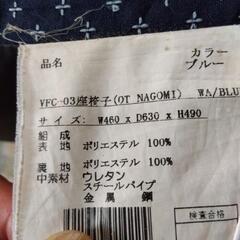 品名
カラー
ブルー
VFC-03座椅子(OT NAGOMI) WA/BLU
サイズ: W460 x D630 x H490
組成
表地 ポリエステル 100%
裏地 ポリエステル 100%
中素材 ウレタン
スチールパイプ
金属 鋼
検査合格